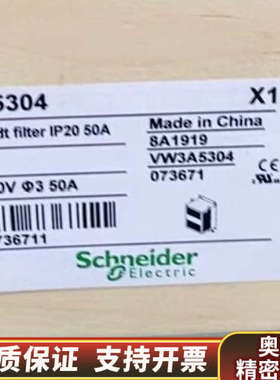 5304
X1
dt filter IP20 50A
Made in China
8A1919
VW3A5304
0V Φ3 50A
073671
736711
Schneider
Electric
质保证 支持开票
奥
精密